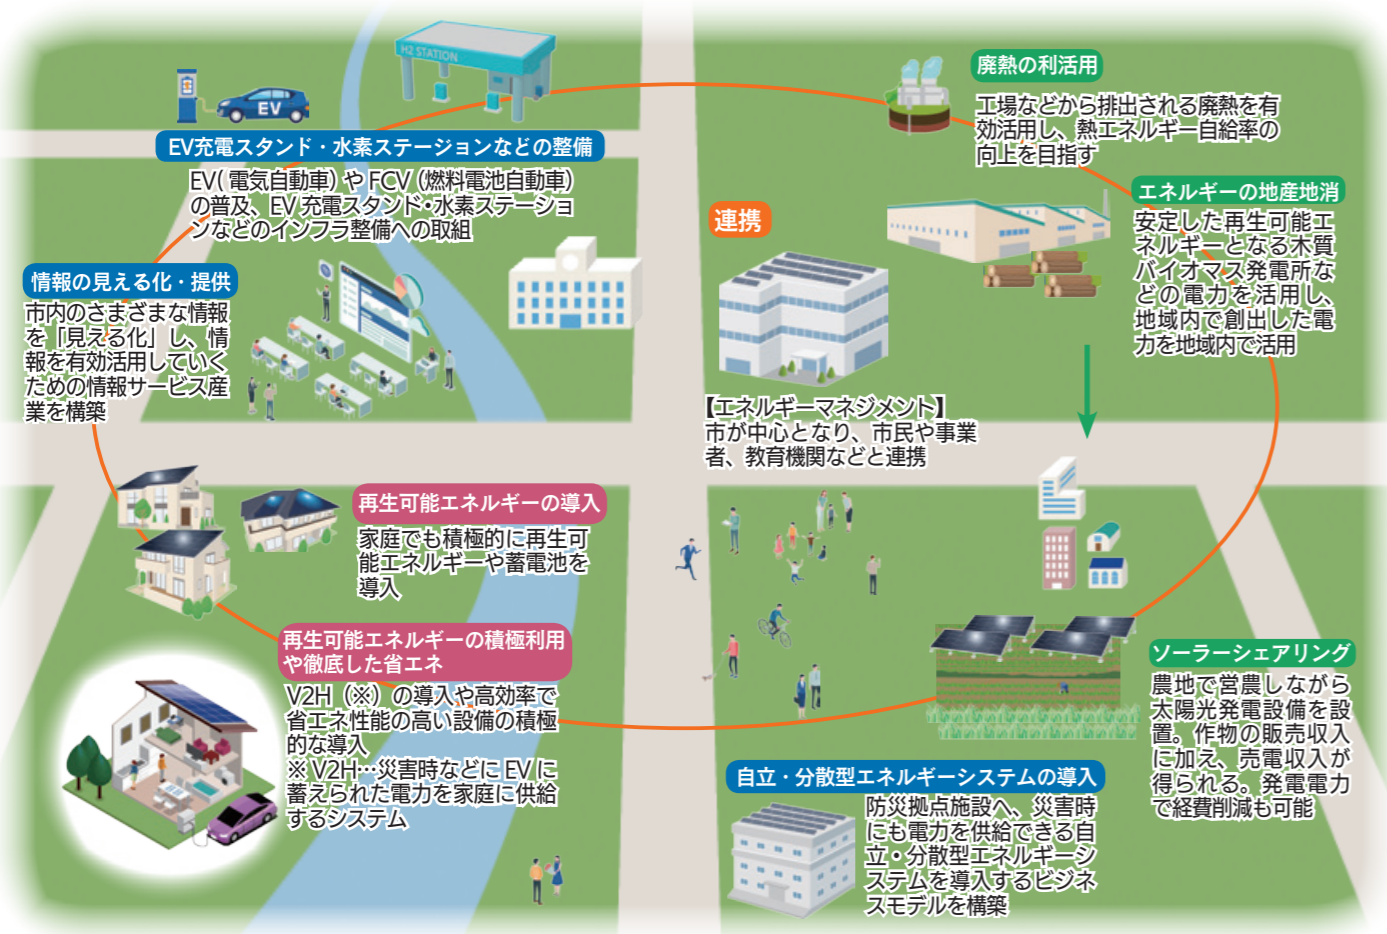 H2 STATION
EV
EV充電スタンド・水素ステーションなどの整備
EV(電気自動車)やFCV(燃料電池自動車)
の普及、EV充電スタンド・水素ステーショ
ンなどのインフラ整備への取組
廃熱の利活用
工場などから排出される廃熱を有
効活用し、熱エネルギー自給率の
向上を目指す
エネルギーの地産地消
安定した再生可能エ
ネルギーとなる木質
バイオマス発電所な
どの電力を活用し、
地域内で創出した電
力を地域内で活用
連携
【エネルギーマネジメント】
市が中心となり、市民や事業
者、教育機関などと連携
情報の見える化・提供
市内のさまざまな情報
を「見える化」し、情
報を有効活用していく
ための情報サービス産
業を構築
再生可能エネルギーの導入
家庭でも積極的に再生可
能エネルギーや蓄電池を
導入
再生可能エネルギーの積極利用
や徹底した省エネ
V2H(※)の導入や高効率で
省エネ性能の高い設備の積極
的な導入
※V2H…災害時などにEVに
蓄えられた電力を家庭に供給
するシステム
ソーラーシェアリング
農地で営農しながら
太陽光発電設備を設
置。作物の販売収入
に加え、売電収入が
得られる。発電電力
で経費削減も可能
自立・分散型エネルギーシステムの導入
防災拠点施設へ、災害時
にも電力を供給できる自
立・分散型エネルギーシ
ステムを導入するビジネ
スモデルを構築